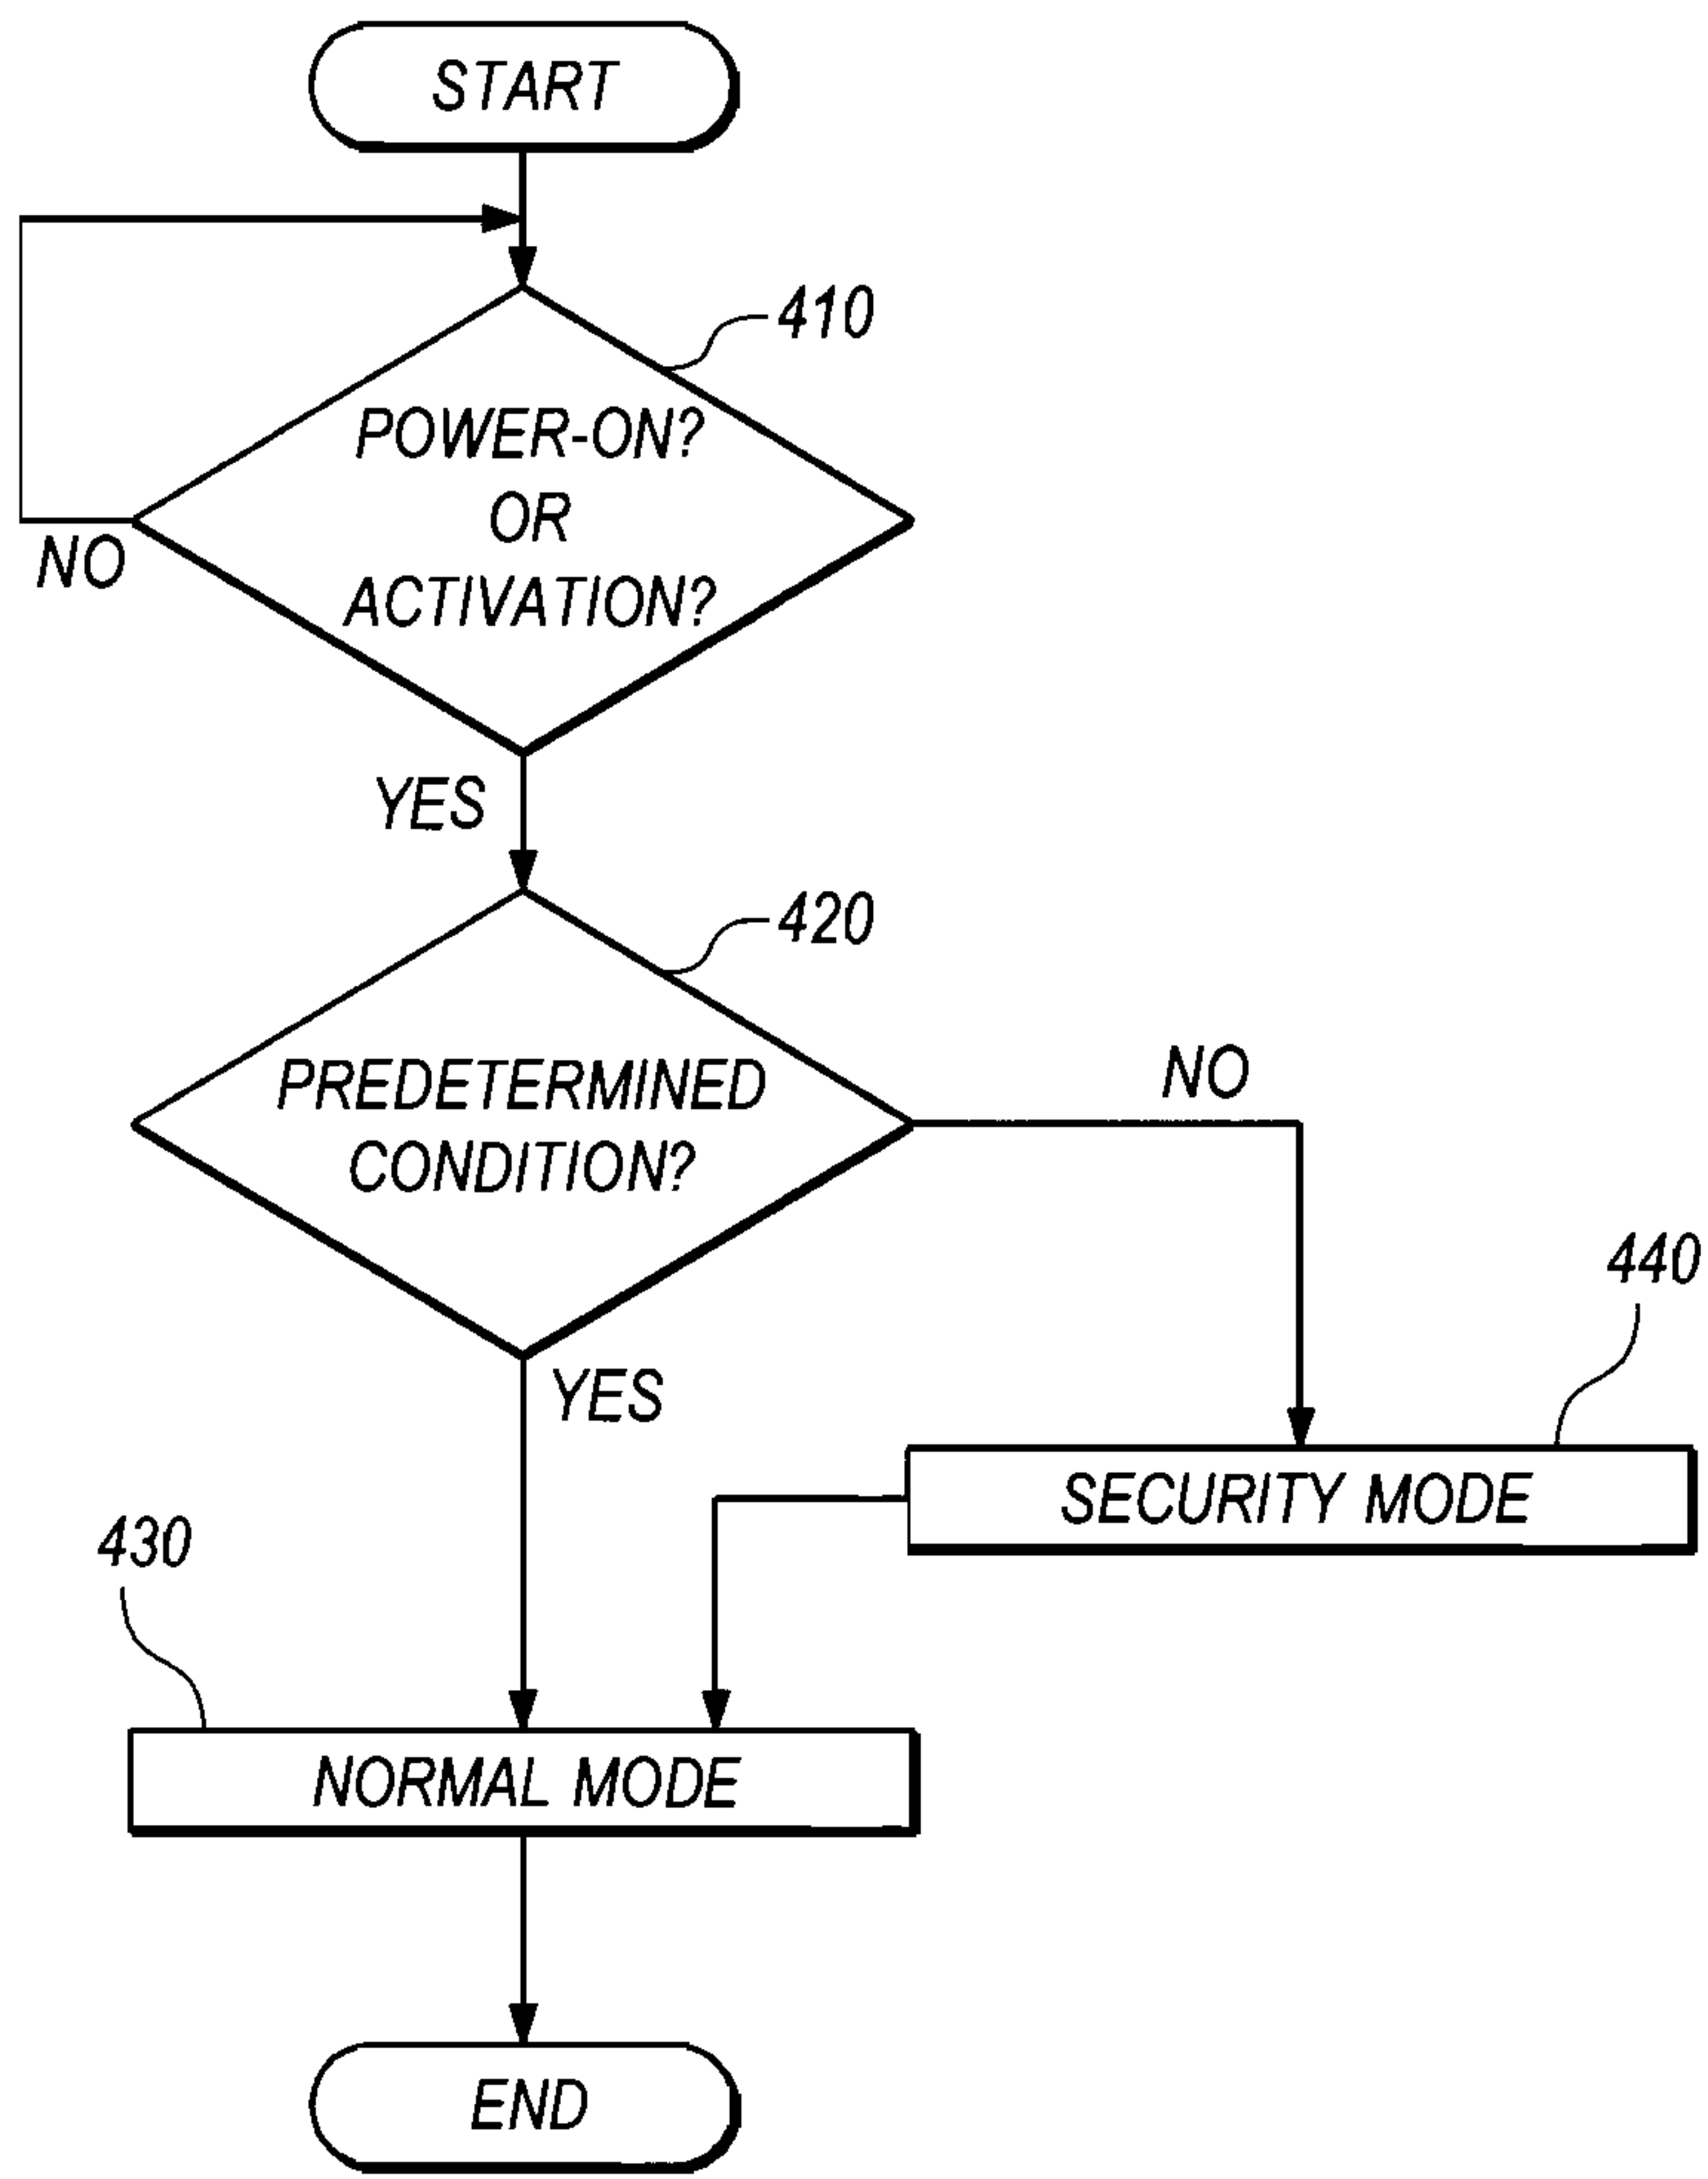 START
410
POWER-ON?
OR
ACTIVATION?
NO
YES
420
PREDETERMINED
CONDITION?
NO
YES
440
SECURITY MODE
430
NORMAL MODE
END